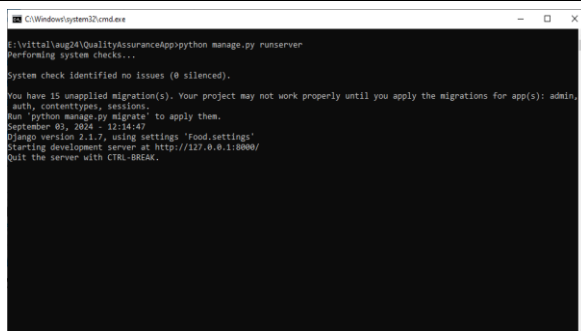 C:\Windows\system32\cmd.exe
E:\vittal\aug24\QualityAssuranceApp>python manage.py runserver
Performing system checks...
System check identified no issues (0 silenced).
You have 15 unapplied migration(s). Your project may not work properly until you apply the migrations for app(s): admin,
auth, contenttypes, sessions.
Run 'python manage.py migrate' to apply them.
September 03, 2024 - 12:14:47
Django version 2.1.7, using settings 'Food.settings'
Starting development server at http://127.0.0.1:8000/
Quit the server with CTRL-BREAK.